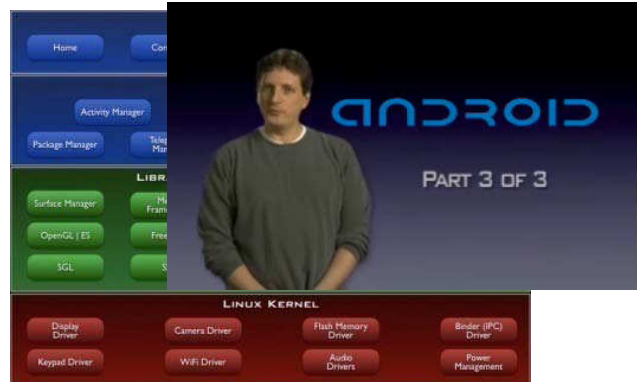 Home
Activity Manager
Package Manager
Surface Manager
OpenGL | ES
SGL
ANDROID
PART 3 OF 3
LINUX KERNEL
Display Driver
Camera Driver
Flash Memory Driver
Binder (IPC) Driver
Keypad Driver
WiFi Driver
Audio Drivers
Power Management